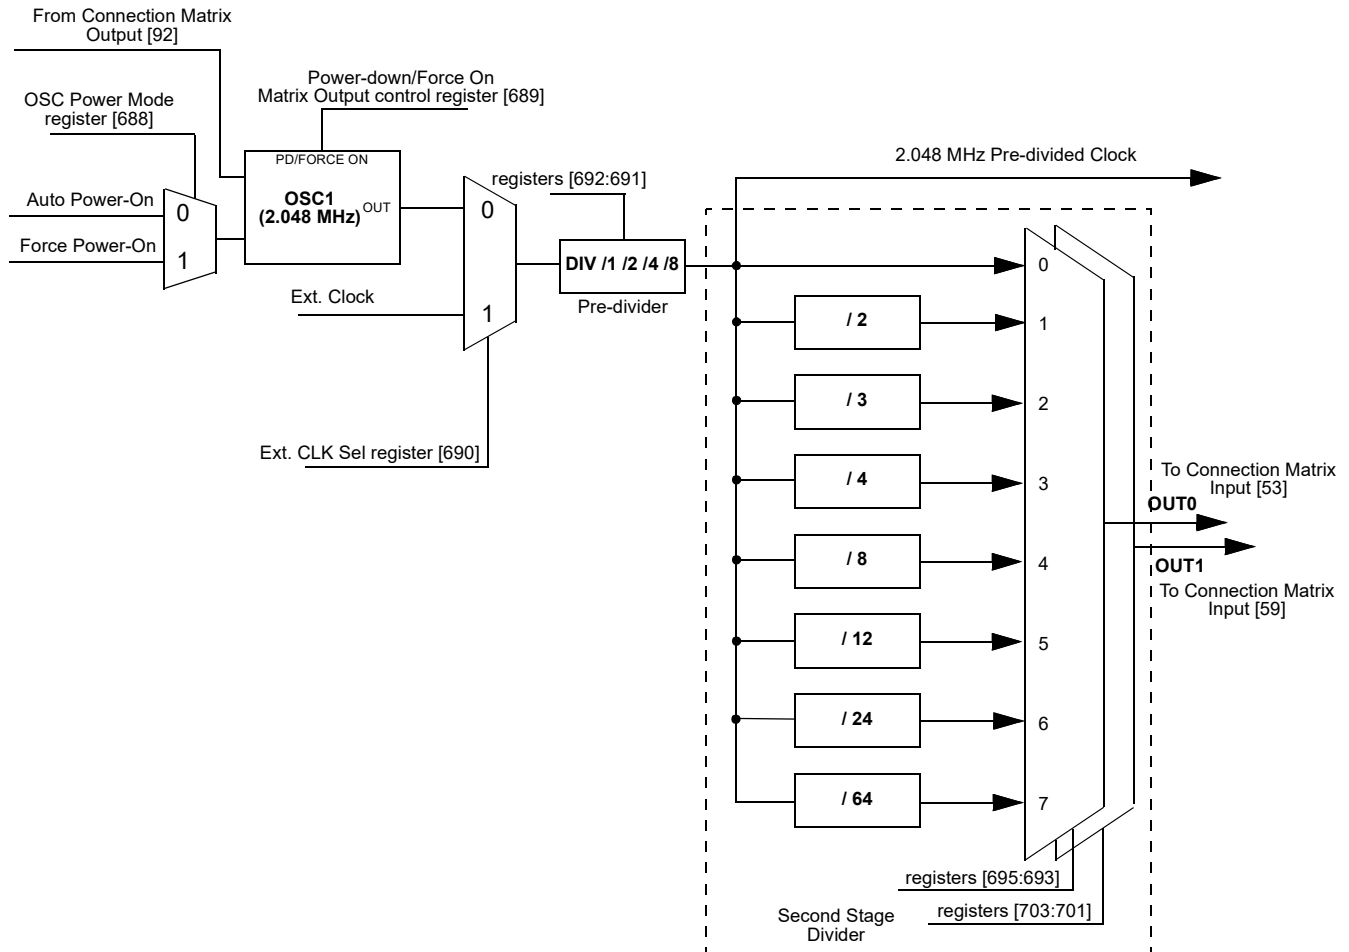 From Connection Matrix
Output [92]
Power-down/Force On
Matrix Output control register [689]
OSC Power Mode
register [688]
PD/FORCE ON
OSC1
(2.048 MHz)
OUT
Auto Power-On
0
Force Power-On
1
registers [692:691]
0
1
Ext. Clock
DIV /1 /2 /4 /8
Pre-divider
Ext. CLK Sel register [690]
2.048 MHz Pre-divided Clock
0
/ 2
1
/ 3
2
/ 4
3
/ 8
4
/ 12
5
/ 24
6
/ 64
7
To Connection Matrix
Input [53]
OUT0
OUT1
To Connection Matrix
Input [59]
registers [695:693]
registers [703:701]
Second Stage
Divider